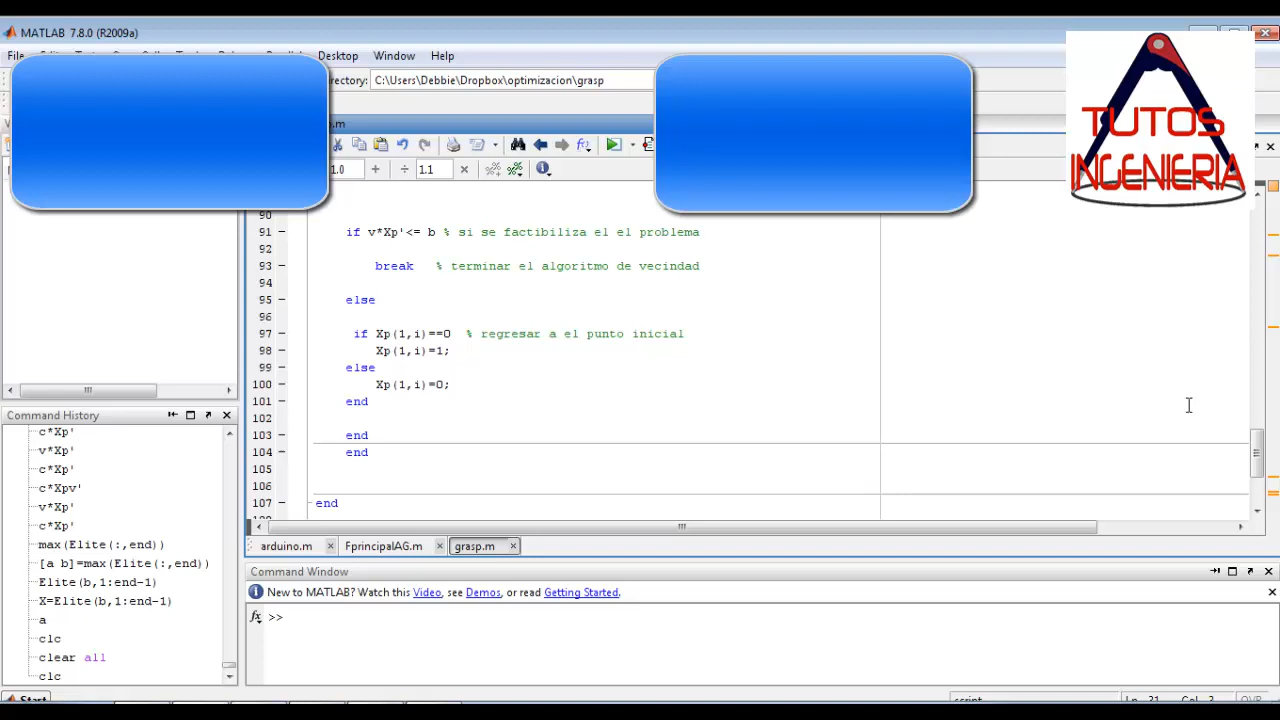 MATLAB 7.8.0 (R2009a)
File Desktop Window Help
rectory: C:\Users\Debbie\Dropbox\optimizacion\grasp
TUTOS
INGENIERIA
.m
1.0 + ÷ 1.1 ×
90
91 if v*Xp'<= b % si se factibiliza el el problema
92
93 break % terminar el algoritmo de vecindad
94
95 else
96
97 if Xp(1,i)==0 % regresar a el punto inicial
98 Xp(1,i)=1;
99 else
100 Xp(1,i)=0;
101 end
102
103 end
104 end
105
106
107 end
arduino.m FprincipalAG.m grasp.m
Command History
c*Xp'
v*Xp'
c*Xp'
c*Xpv'
v*Xp'
c*Xp'
max(Elite(:,end))
[a b]=max(Elite(:,end))
Elite(b,1:end-1)
X=Elite(b,1:end-1)
a
clc
clear all
clc
Command Window
New to MATLAB? Watch this Video, see Demos, or read Getting Started.
fx >>
Start
script Ln 31 Col 3 OVR